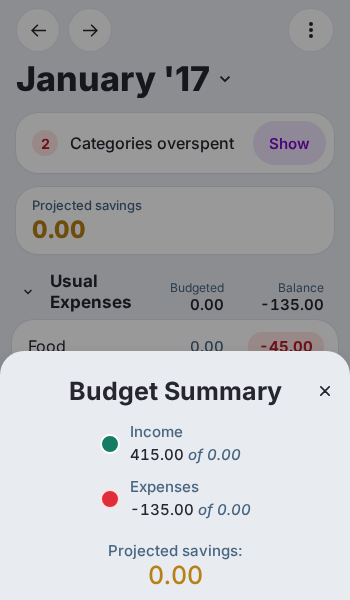 January '17
2 Categories overspent Show
Projected savings
0.00
Usual
Expenses
Budgeted
0.00
Balance
-135.00
Food 0.00 -45.00
Budget Summary
Income
415.00 of 0.00
Expenses
-135.00 of 0.00
Projected savings:
0.00